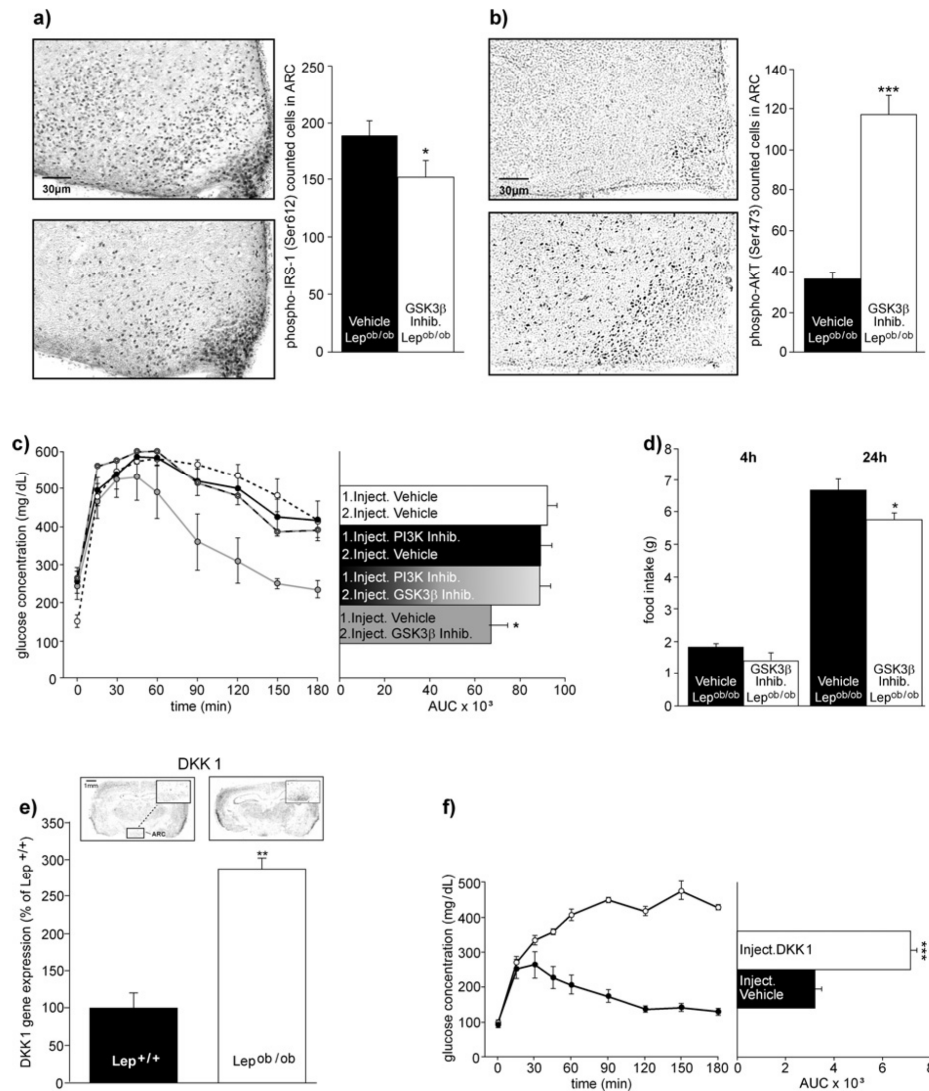 a)
30µm
phospho-IRS-1 (Ser612) counted cells in ARC
250
200
150
100
50
0
*
Vehicle
Lep ob/ob
GSK3β
Inhib.
Lep ob/ob
b)
30µm
phospho-AKT (Ser473) counted cells in ARC
140
120
100
80
60
40
20
0
***
Vehicle
Lep ob/ob
GSK3β
Inhib.
Lep ob/ob
c)
glucose concentration (mg/dL)
600
500
400
300
200
100
0
0 30 60 90 120 150 180
time (min)
1.Inject. Vehicle
2.Inject. Vehicle
1.Inject. PI3K Inhib.
2.Inject. Vehicle
1.Inject. PI3K Inhib.
2.Inject. GSK3β Inhib.
1.Inject. Vehicle
2.Inject. GSK3β Inhib.
*
0 20 40 60 80 100
AUC x 10³
d)
food intake (g)
8
7
6
5
4
3
2
1
0
4h
24h
*
Vehicle
Lep ob/ob
GSK3β
Inhib.
Lep ob/ob
Vehicle
Lep ob/ob
GSK3β
Inhib.
Lep ob/ob
e)
DKK 1
1mm
ARC
DKK1 gene expression (% of Lep +/+)
350
300
250
200
150
100
50
0
**
Lep +/+
Lep ob/ob
f)
glucose concentration (mg/dL)
500
400
300
200
100
0
0 30 60 90 120 150 180
time (min)
Inject.DKK1
Inject.
Vehicle
***
0 2 4 6 8
AUC x 10³